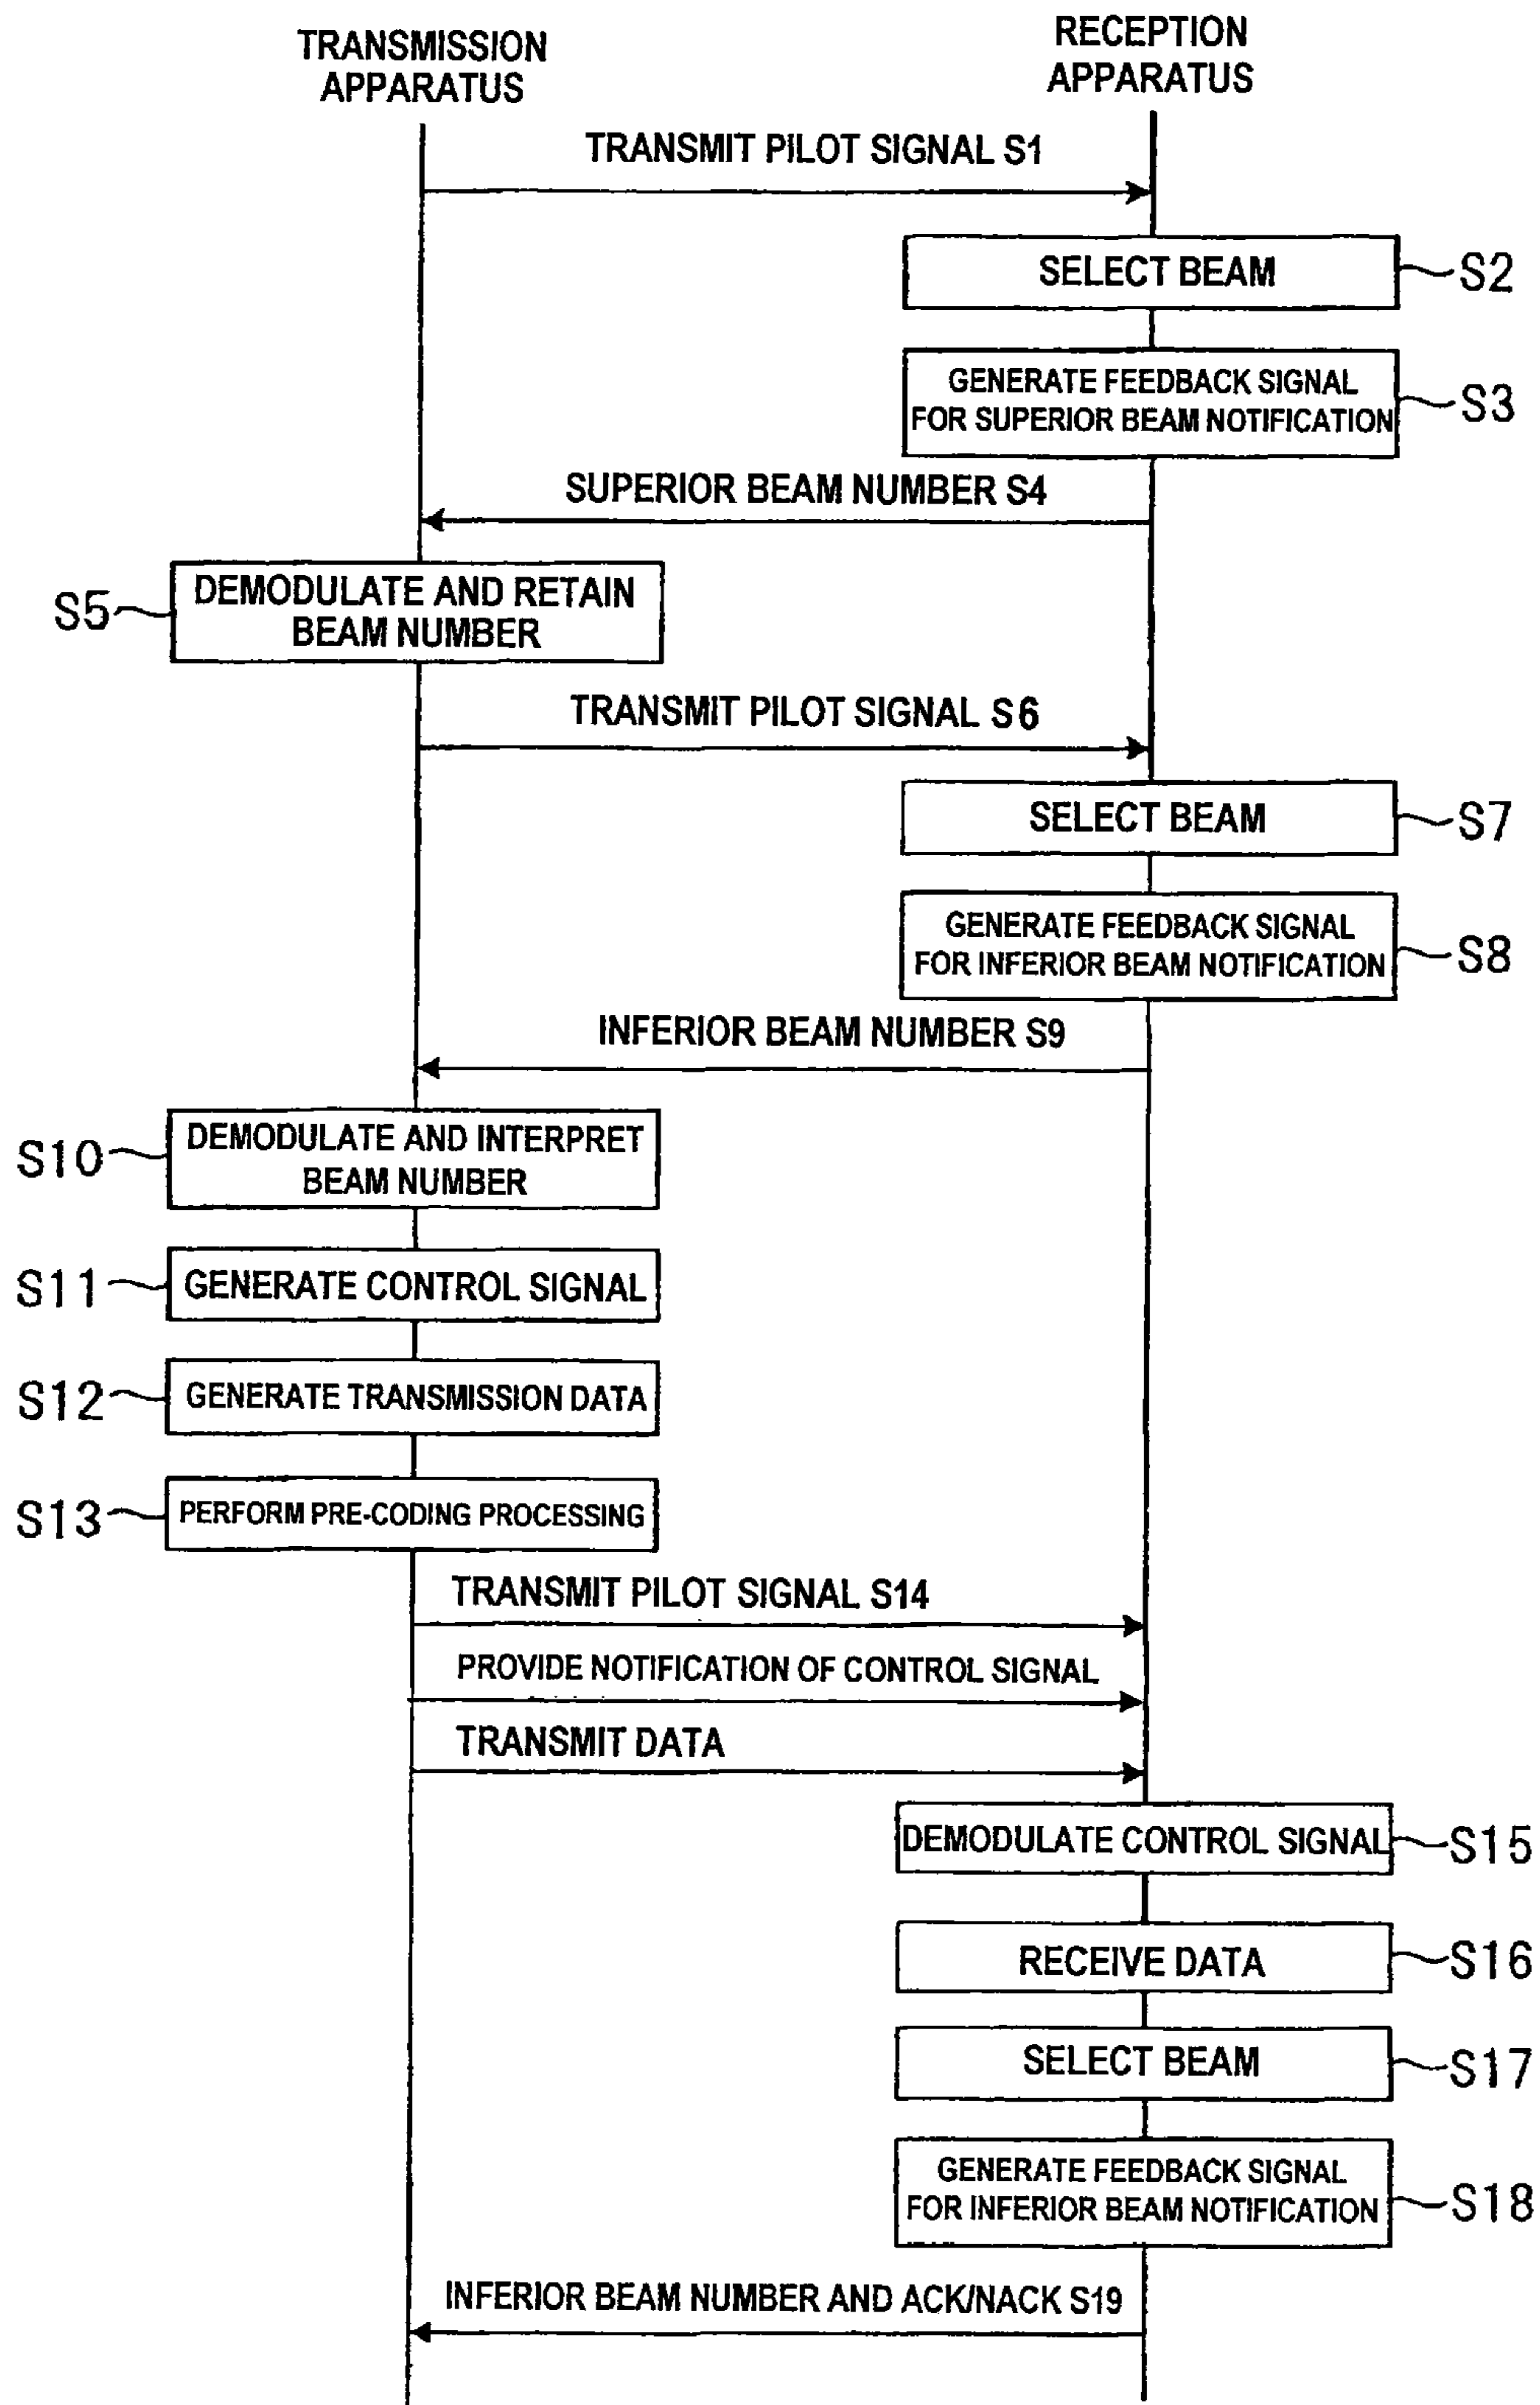 TRANSMISSION
APPARATUS
RECEPTION
APPARATUS
TRANSMIT PILOT SIGNAL S1
SELECT BEAM
S2
GENERATE FEEDBACK SIGNAL
FOR SUPERIOR BEAM NOTIFICATION
S3
SUPERIOR BEAM NUMBER S4
S5
DEMODULATE AND RETAIN
BEAM NUMBER
TRANSMIT PILOT SIGNAL S6
SELECT BEAM
S7
GENERATE FEEDBACK SIGNAL
FOR INFERIOR BEAM NOTIFICATION
S8
INFERIOR BEAM NUMBER S9
S10
DEMODULATE AND INTERPRET
BEAM NUMBER
S11
GENERATE CONTROL SIGNAL
S12
GENERATE TRANSMISSION DATA
S13
PERFORM PRE-CODING PROCESSING
TRANSMIT PILOT SIGNAL S14
PROVIDE NOTIFICATION OF CONTROL SIGNAL
TRANSMIT DATA
DEMODULATE CONTROL SIGNAL
S15
RECEIVE DATA
S16
SELECT BEAM
S17
GENERATE FEEDBACK SIGNAL
FOR INFERIOR BEAM NOTIFICATION
S18
INFERIOR BEAM NUMBER AND ACK/NACK S19